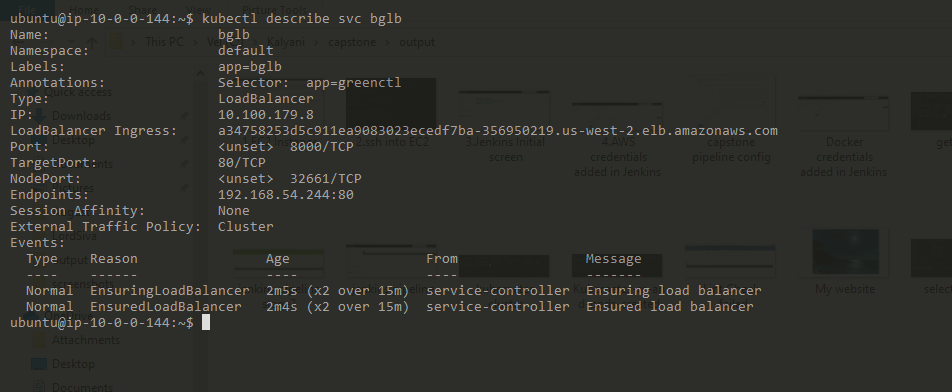 ubuntu@ip-10-0-0-144:~$ kubectl describe svc bglb
Name: bglb
Namespace: default
Labels: app=bglb
Annotations: Selector: app=greenctl
Type: LoadBalancer
IP: 10.100.179.8
LoadBalancer Ingress: a34758253d5c911ea9083023ecedf7ba-356950219.us-west-2.elb.amazonaws.com
Port: <unset> 8000/TCP
TargetPort: 80/TCP
NodePort: <unset> 32661/TCP
Endpoints: 192.168.54.244:80
Session Affinity: None
External Traffic Policy: Cluster
Events:
Type Reason Age From Message
---- ------ ---- ---- -------
Normal EnsuringLoadBalancer 2m5s (x2 over 15m) service-controller Ensuring load balancer
Normal EnsuredLoadBalancer 2m4s (x2 over 15m) service-controller Ensured load balancer
ubuntu@ip-10-0-0-144:~$
Picture Tools
This PC
Kalyani
capstone
output
Quick access
Downloads
Desktop
2.ssh into EC2
3.Jenkins Initial
screen
4.AWS
credentials
added in Jenkins
capstone
pipeline config
Docker
credentials
added in Jenkins
My website
Attachments
Desktop
Documents